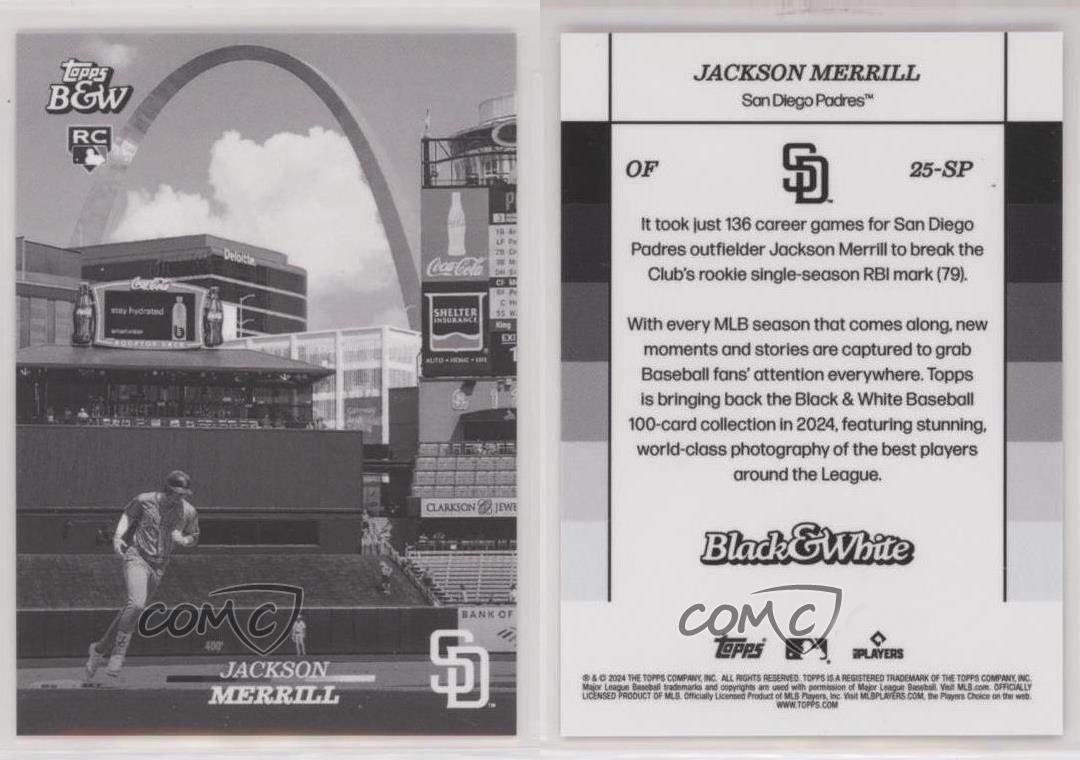 Topps
B&W
RC
Deloitte.
Coca-Cola
stay hydrated
ROOFTOP DECK
Coca-Cola
SHELTER
INSURANCE
AUTO • HOME • LIFE
King
CLARKSON JEWE
BANK OF
400'
COMC
JACKSON
MERRILL
SD
JACKSON MERRILL
San Diego Padres™
OF
SD
25-SP
It took just 136 career games for San Diego
Padres outfielder Jackson Merrill to break the
Club's rookie single-season RBI mark (79).
With every MLB season that comes along, new
moments and stories are captured to grab
Baseball fans' attention everywhere. Topps
is bringing back the Black & White Baseball
100-card collection in 2024, featuring stunning,
world-class photography of the best players
around the League.
Black&White
COMC
Topps
PLAYERS
® & © 2024 THE TOPPS COMPANY, INC. ALL RIGHTS RESERVED. TOPPS IS A REGISTERED TRADEMARK OF THE TOPPS COMPANY, INC.
Major League Baseball trademarks and copyrights are used with permission of Major League Baseball. Visit MLB.com. OFFICIALLY
LICENSED PRODUCT OF MLB. Officially Licensed Product of MLB Players, Inc. Visit MLBPLAYERS.COM, the Players Choice on the web.
WWW.TOPPS.COM